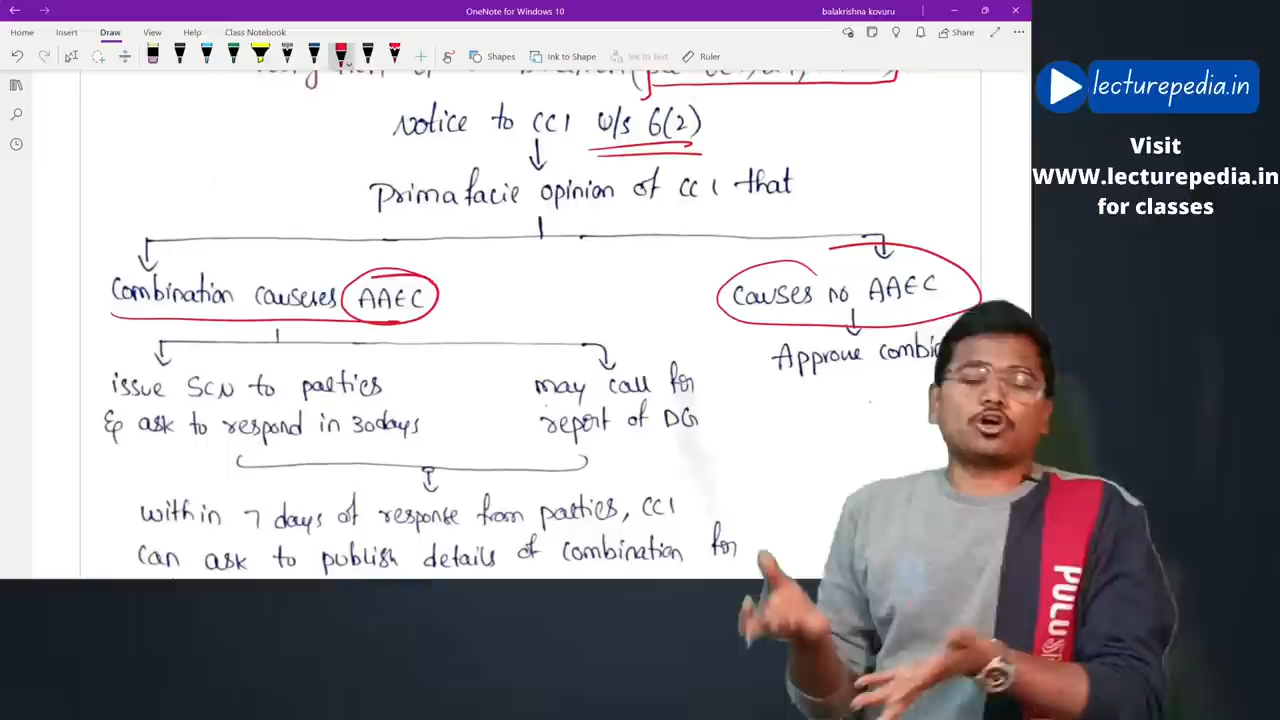 OneNote for Windows 10
balakrishna kovuru
Home Insert Draw View Help Class Notebook
Share
Shapes
Ink to Shape
Ink to Text
Ruler
Notice to CCI u/s 6(2)
Primafacie opinion of CCI that
Combination causeres AAEC
Causes no AAEC
Approve combi
issue SCN to parties
& ask to respond in 30days
may call for
report of DG
within 7 days of response from parties, CCI
can ask to publish details of combination for
lecturepedia.in
Visit
WWW.lecturepedia.in
for classes
PULU